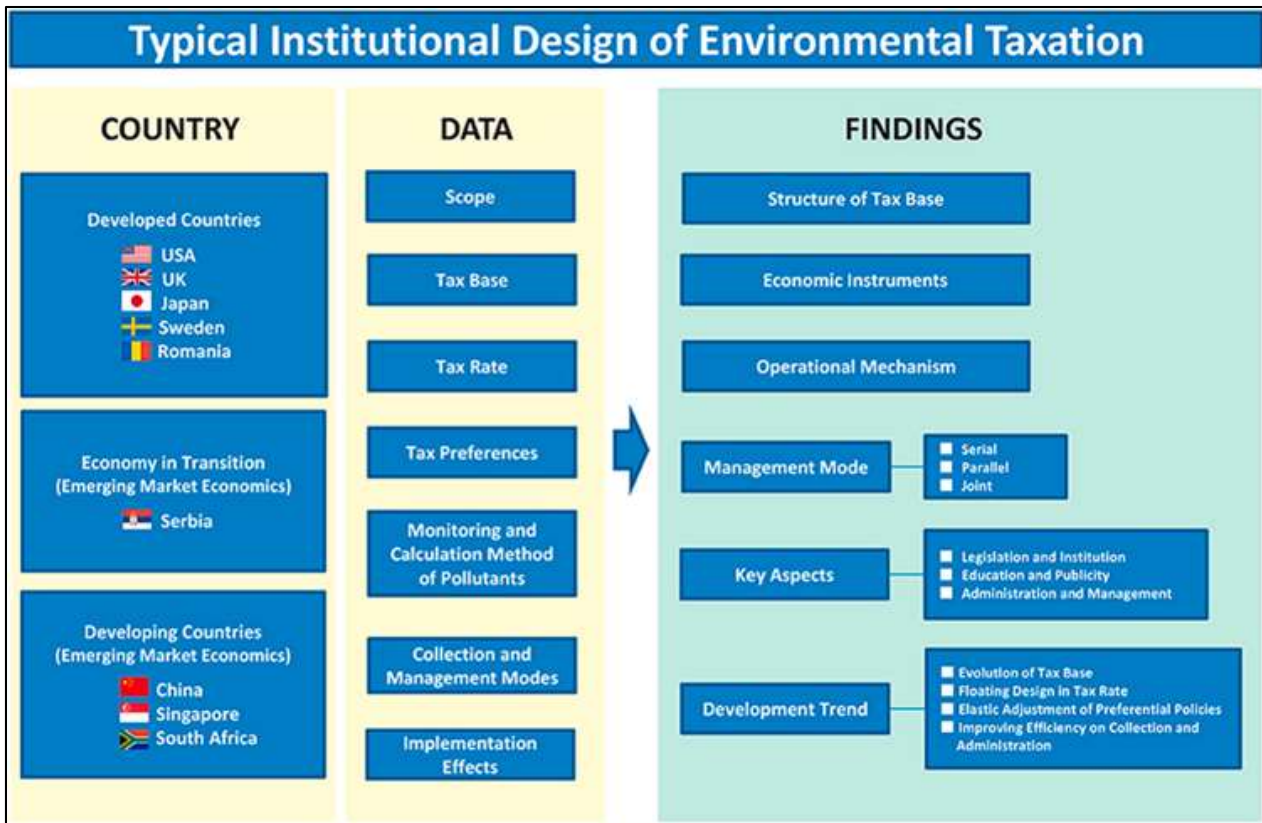 Typical Institutional Design of Environmental Taxation
COUNTRY
Developed Countries
USA
UK
Japan
Sweden
Romania
Economy in Transition
(Emerging Market Economics)
Serbia
Developing Countries
(Emerging Market Economics)
China
Singapore
South Africa
DATA
Scope
Tax Base
Tax Rate
Tax Preferences
Monitoring and
Calculation Method
of Pollutants
Collection and
Management Modes
Implementation
Effects
FINDINGS
Structure of Tax Base
Economic Instruments
Operational Mechanism
Management Mode
Serial
Parallel
Joint
Key Aspects
Legislation and Institution
Education and Publicity
Administration and Management
Development Trend
Evolution of Tax Base
Floating Design in Tax Rate
Elastic Adjustment of Preferential Policies
Improving Efficiency on Collection and
Administration